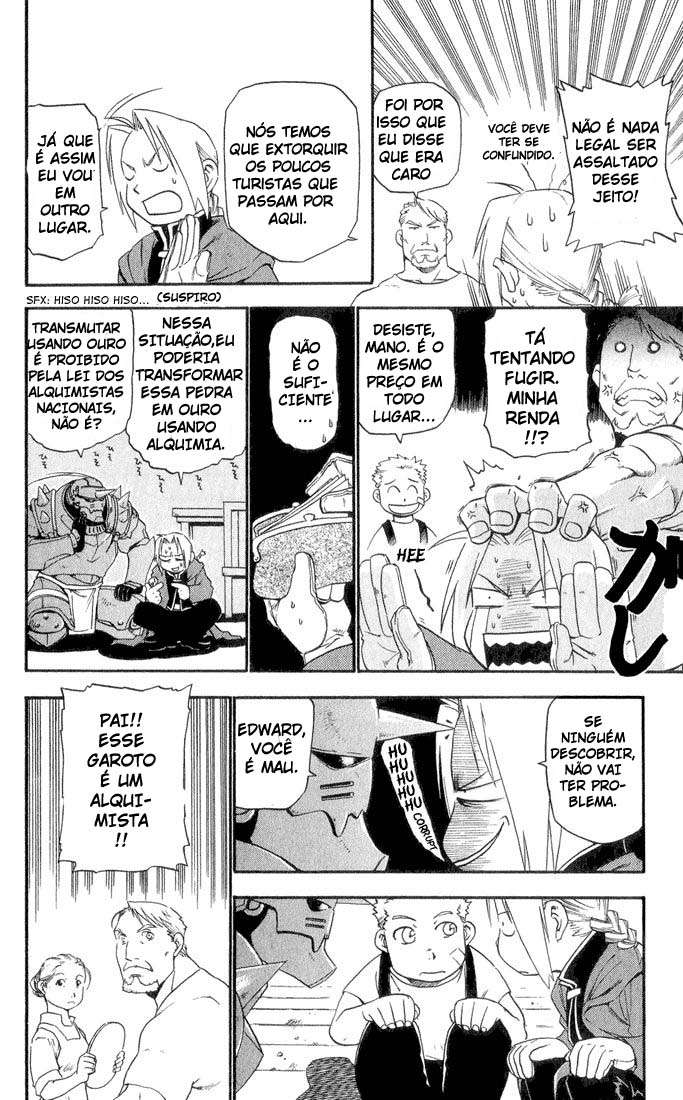 NÃO É NADA
LEGAL SER
ASSALTADO
DESSE
JEITO!
VOCÊ DEVE
TER SE
CONFUNDIDO.
FOI POR
ISSO QUE
EU DISSE
QUE ERA
CARO
NÓS TEMOS
QUE EXTORQUIR
OS POUCOS
TURISTAS QUE
PASSAM POR
AQUI.
JÁ QUE
É ASSIM
EU VOU
EM
OUTRO
LUGAR.
SFX: HISO HISO HISO... (SUSPIRO)
TÁ
TENTANDO
FUGIR.
MINHA
RENDA
!!?
ガシ
DESISTE,
MANO. É O
MESMO
PREÇO EM
TODO
LUGAR...
HEE
NÃO
É O
SUFI-
CIENTE
...
NESSA
SITUAÇÃO,EU
PODERIA
TRANSFORMAR
ESSA PEDRA
EM OURO
USANDO
ALQUIMIA.
TRANSMUTAR
USANDO OURO
É PROIBIDO
PELA LEI DOS
ALQUIMISTAS
NACIONAIS,
NÃO É?
SE
NINGUÉM
DESCOBRIR,
NÃO VAI
TER PRO-
BLEMA.
HU
HU HU
HU HU
CORRUPT
EDWARD,
VOCÊ
É MAU.
PAI!!
ESSE
GAROTO
É UM
ALQUI-
MISTA
!!